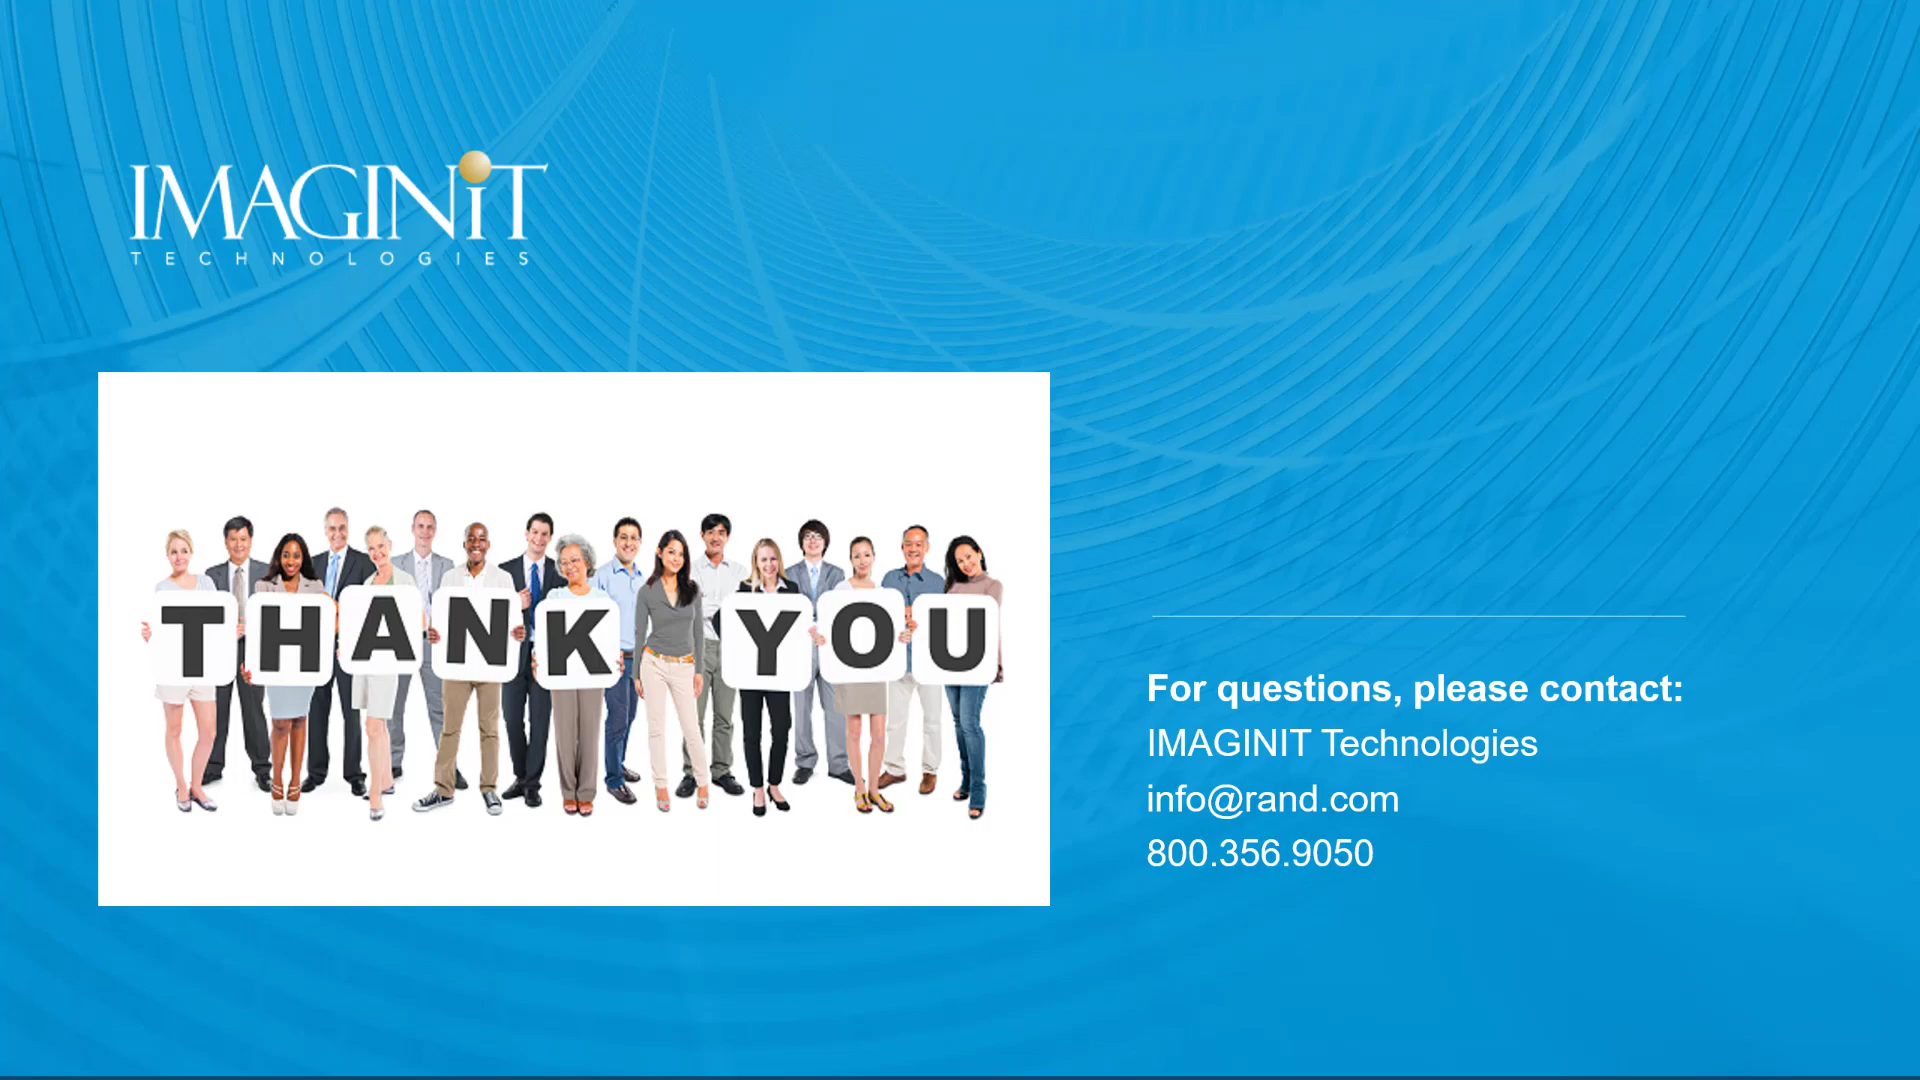 IMAGINiT
TECHNOLOGIES
THANK YOU
For questions, please contact:
IMAGINIT Technologies
info@rand.com
800.356.9050